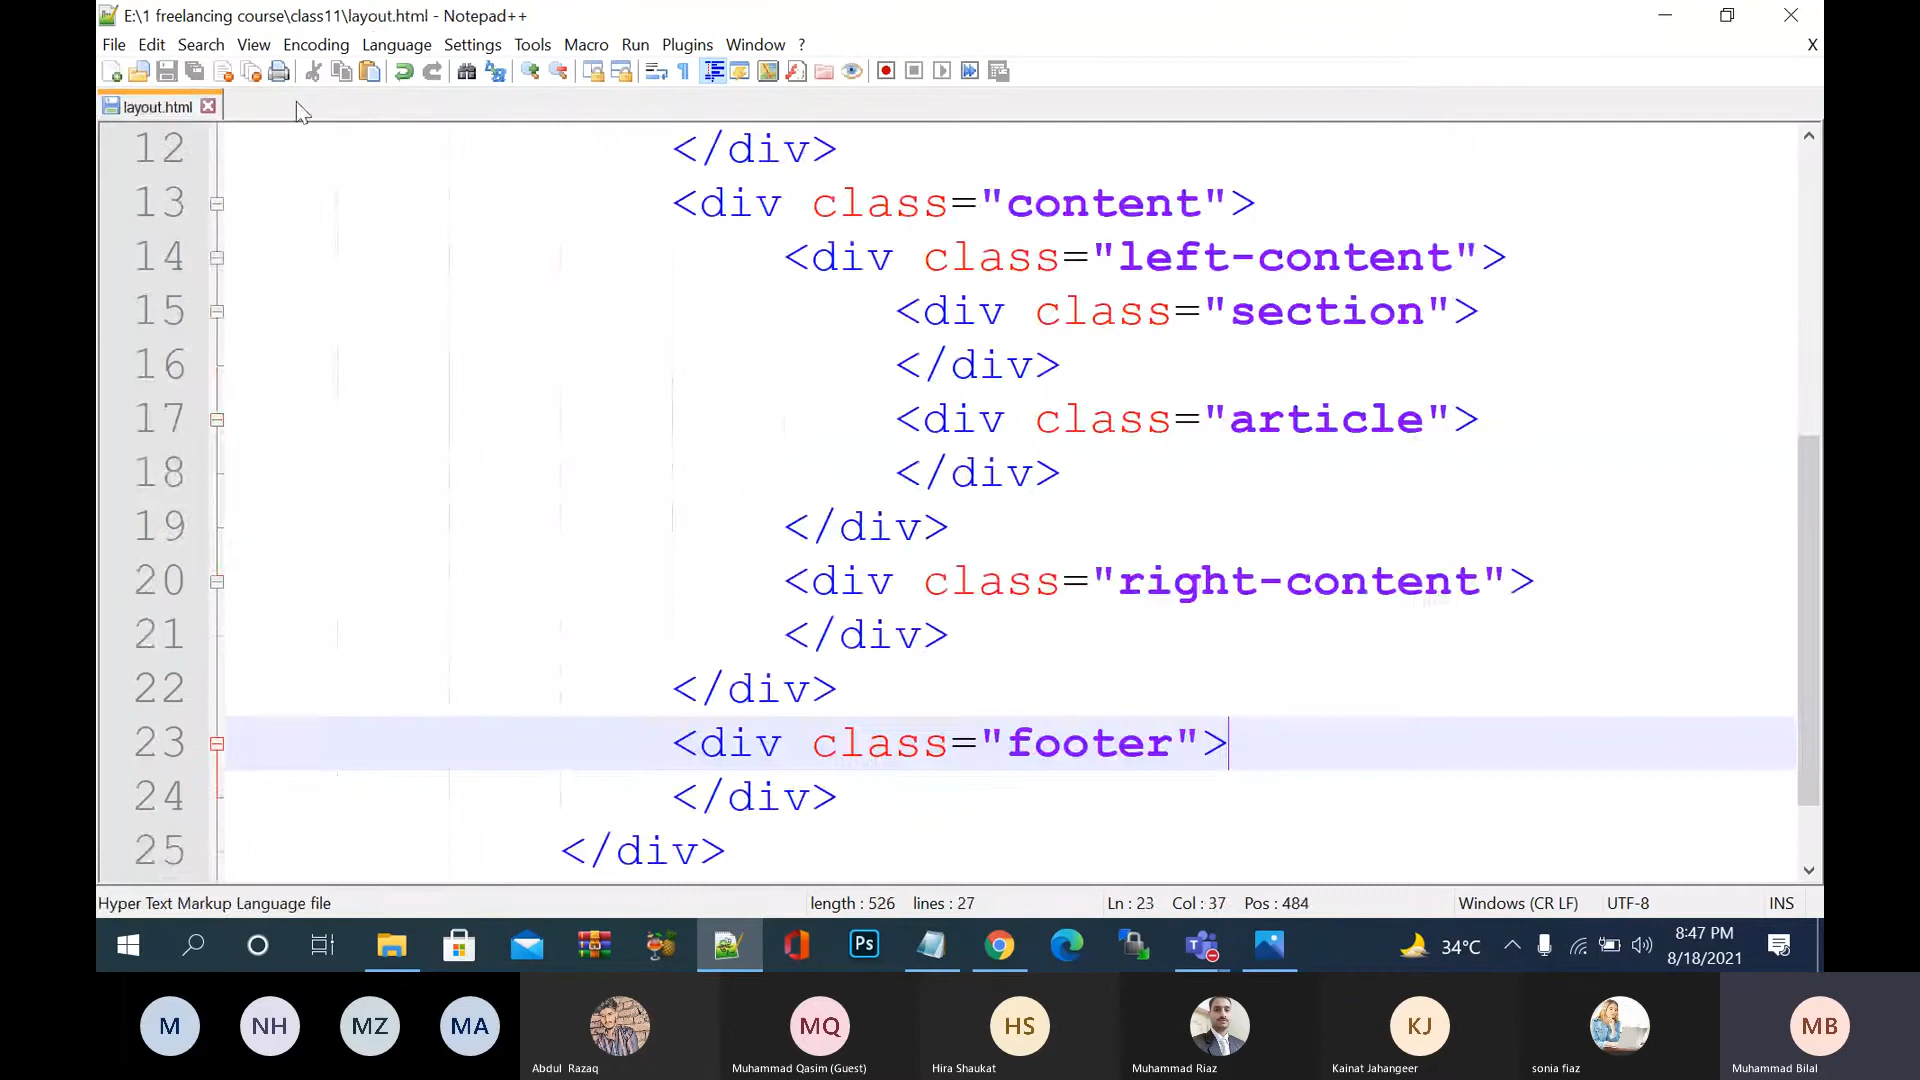 E:\1 freelancing course\class11\layout.html - Notepad++
File Edit Search View Encoding Language Settings Tools Macro Run Plugins Window ? X
layout.html
12 </div>
13 <div class="content">
14 <div class="left-content">
15 <div class="section">
16 </div>
17 <div class="article">
18 </div>
19 </div>
20 <div class="right-content">
21 </div>
22 </div>
23 <div class="footer">
24 </div>
25 </div>
Hyper Text Markup Language file length : 526 lines : 27 Ln : 23 Col : 37 Pos : 484 Windows (CR LF) UTF-8 INS
Ps 34°C 8:47 PM
8/18/2021
M NH MZ MA MQ HS KJ MB
Abdul Razaq Muhammad Qasim (Guest) Hira Shaukat Muhammad Riaz Kainat Jahangeer sonia fiaz Muhammad Bilal